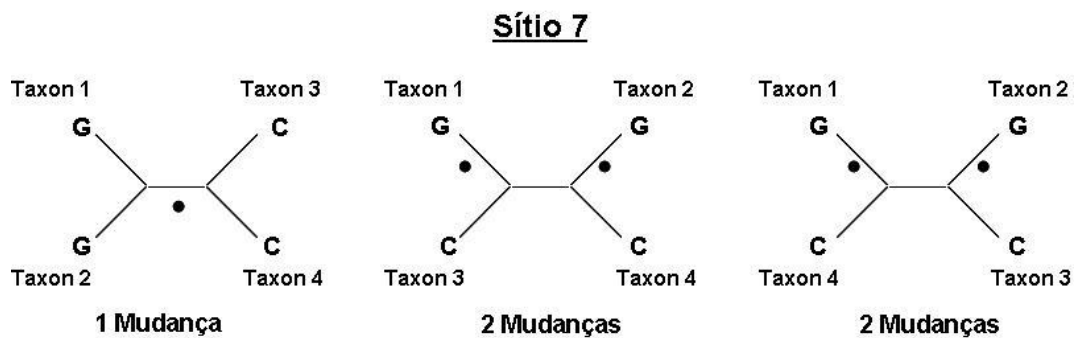 Sítio 7
Taxon 1 Taxon 3 Taxon 1 Taxon 2 Taxon 1 Taxon 2
G C G G G G
G C C C C C
Taxon 2 Taxon 4 Taxon 3 Taxon 4 Taxon 4 Taxon 3
1 Mudança 2 Mudanças 2 Mudanças